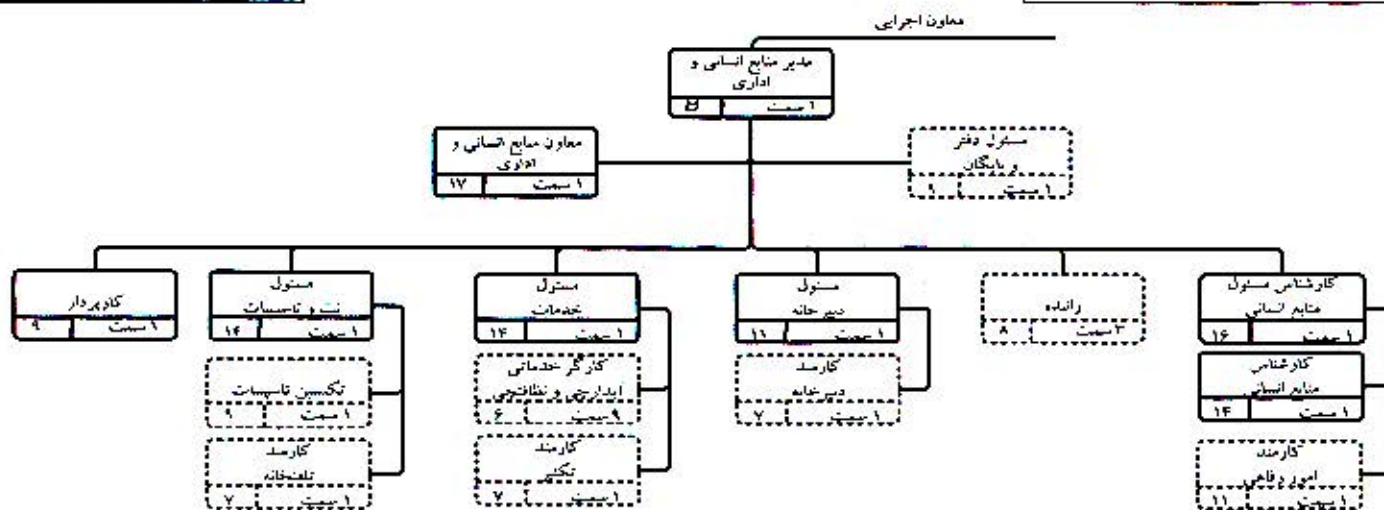 معاون اجرایی
مدیر منابع انسانی و
اداری
۱ سمت
مسئول دفتر
و بایگان
۱ سمت ۹
معاون منابع انسانی و
اداری
۱ سمت ۱۷
کارشناس مسئول
منابع انسانی
۱ سمت ۱۶
کارشناس
منابع انسانی
۱ سمت ۱۴
کارمند
امور رفاهی
۱ سمت ۱۱
راننده
۳ سمت ۸
مسئول
دبیرخانه
۱ سمت ۱۱
کارمند
دبیرخانه
۱ سمت ۷
مسئول
خدمات
۱ سمت ۱۴
کارگر خدماتی
آبدارچی و نظافتچی
۹ سمت ۶
کارمند
تکثیر
۱ سمت ۷
مسئول
نت و تاسیسات
۱ سمت ۱۴
تکنسین تاسیسات
۱ سمت ۹
کارمند
تلفنخانه
۱ سمت ۷
کارپرداز
۱ سمت ۹